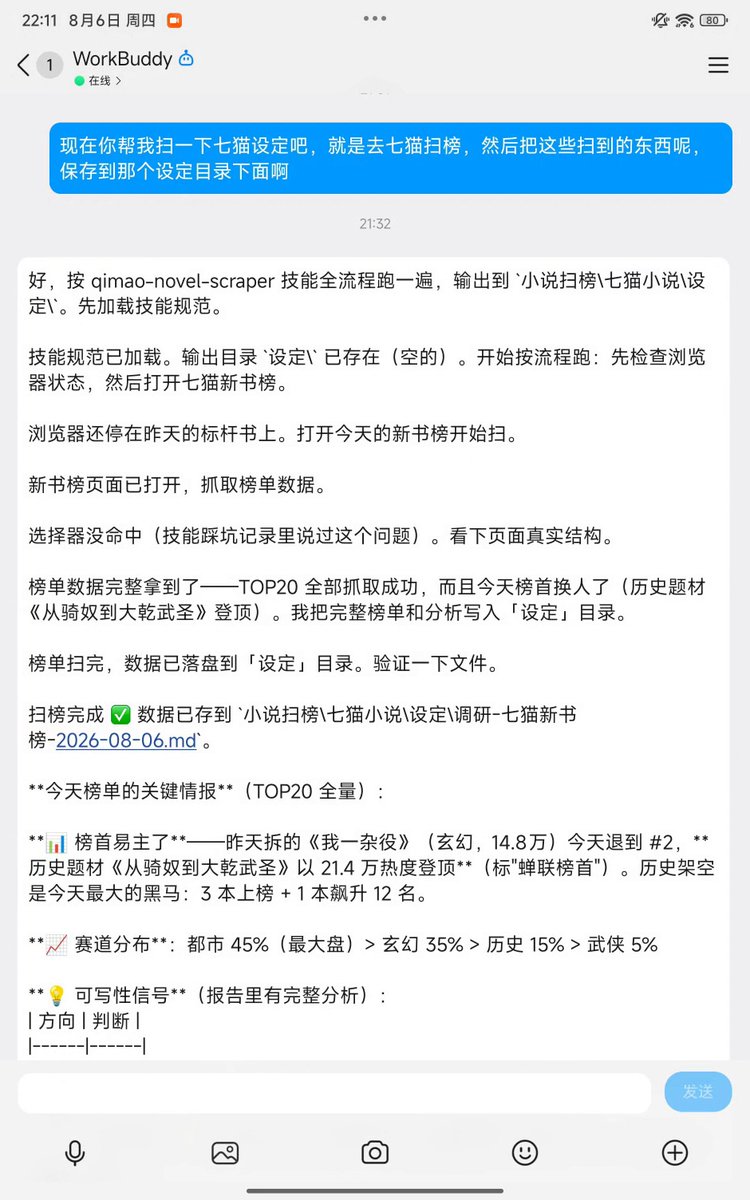 22:11 8月6日 周四
80
1
WorkBuddy
在线
现在你帮我扫一下七猫设定吧，就是去七猫扫榜，然后把这些扫到的东西呢，
保存到那个设定目录下面啊
21:32
好，按 qimao-novel-scraper 技能全流程跑一遍，输出到 `小说扫榜\七猫小说\设
定\`。先加载技能规范。
技能规范已加载。输出目录 `设定\` 已存在（空的）。开始按流程跑：先检查浏览
器状态，然后打开七猫新书榜。
浏览器还停在昨天的标杆书上。打开今天的新书榜开始扫。
新书榜页面已打开，抓取榜单数据。
选择器没命中（技能踩坑记录里说过这个问题）。看下页面真实结构。
榜单数据完整拿到了——TOP20 全部抓取成功，而且今天榜首换人了（历史题材
《从骑奴到大乾武圣》登顶）。我把完整榜单和分析写入「设定」目录。
榜单扫完，数据已落盘到「设定」目录。验证一下文件。
扫榜完成 ✅ 数据已存到 `小说扫榜\七猫小说\设定\调研-七猫新书
榜-2026-08-06.md`。
**今天榜单的关键情报**（TOP20 全量）:
**📊 榜首易主了**——昨天拆的《我一杂役》（玄幻，14.8万）今天退到 #2，**
历史题材《从骑奴到大乾武圣》以 21.4 万热度登顶**（标"蝉联榜首"）。历史架空
是今天最大的黑马：3 本上榜 + 1 本飙升 12 名。
**📈 赛道分布**：都市 45%（最大盘）> 玄幻 35% > 历史 15% > 武侠 5%
**💡 可写性信号**（报告里有完整分析）:
| 方向 | 判断 |
|------|------|
发送